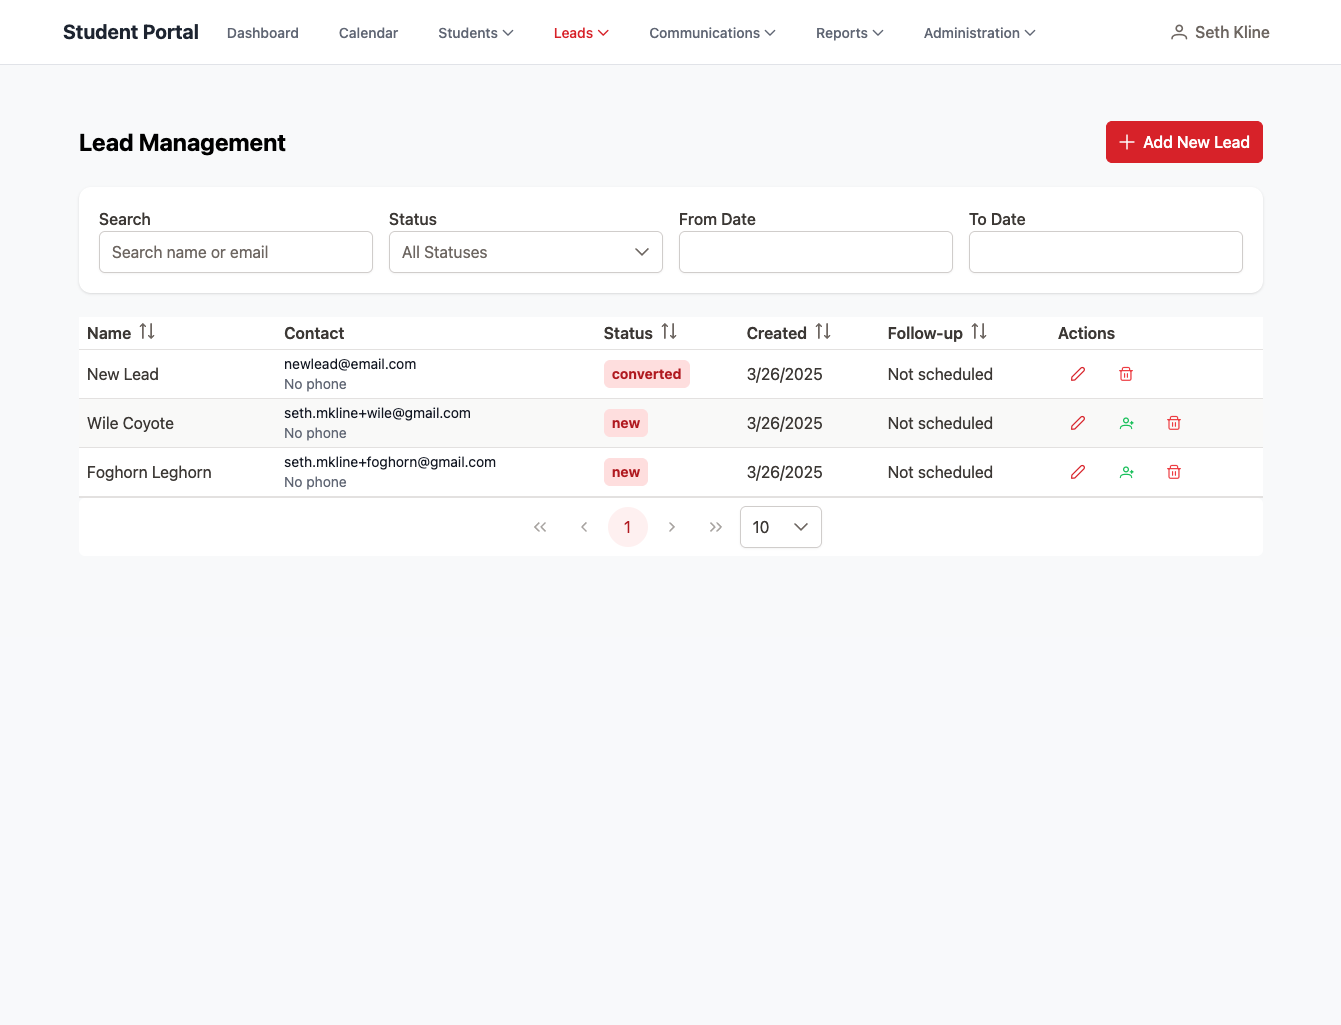 Student Portal Dashboard Calendar Students Leads Communications Reports Administration Seth Kline
Lead Management
Add New Lead
Search Status From Date To Date
Search name or email All Statuses
Name Contact Status Created Follow-up Actions
New Lead newlead@email.com converted 3/26/2025 Not scheduled
No phone
Wile Coyote seth.mkline+wile@gmail.com new 3/26/2025 Not scheduled
No phone
Foghorn Leghorn seth.mkline+foghorn@gmail.com new 3/26/2025 Not scheduled
No phone
1 10